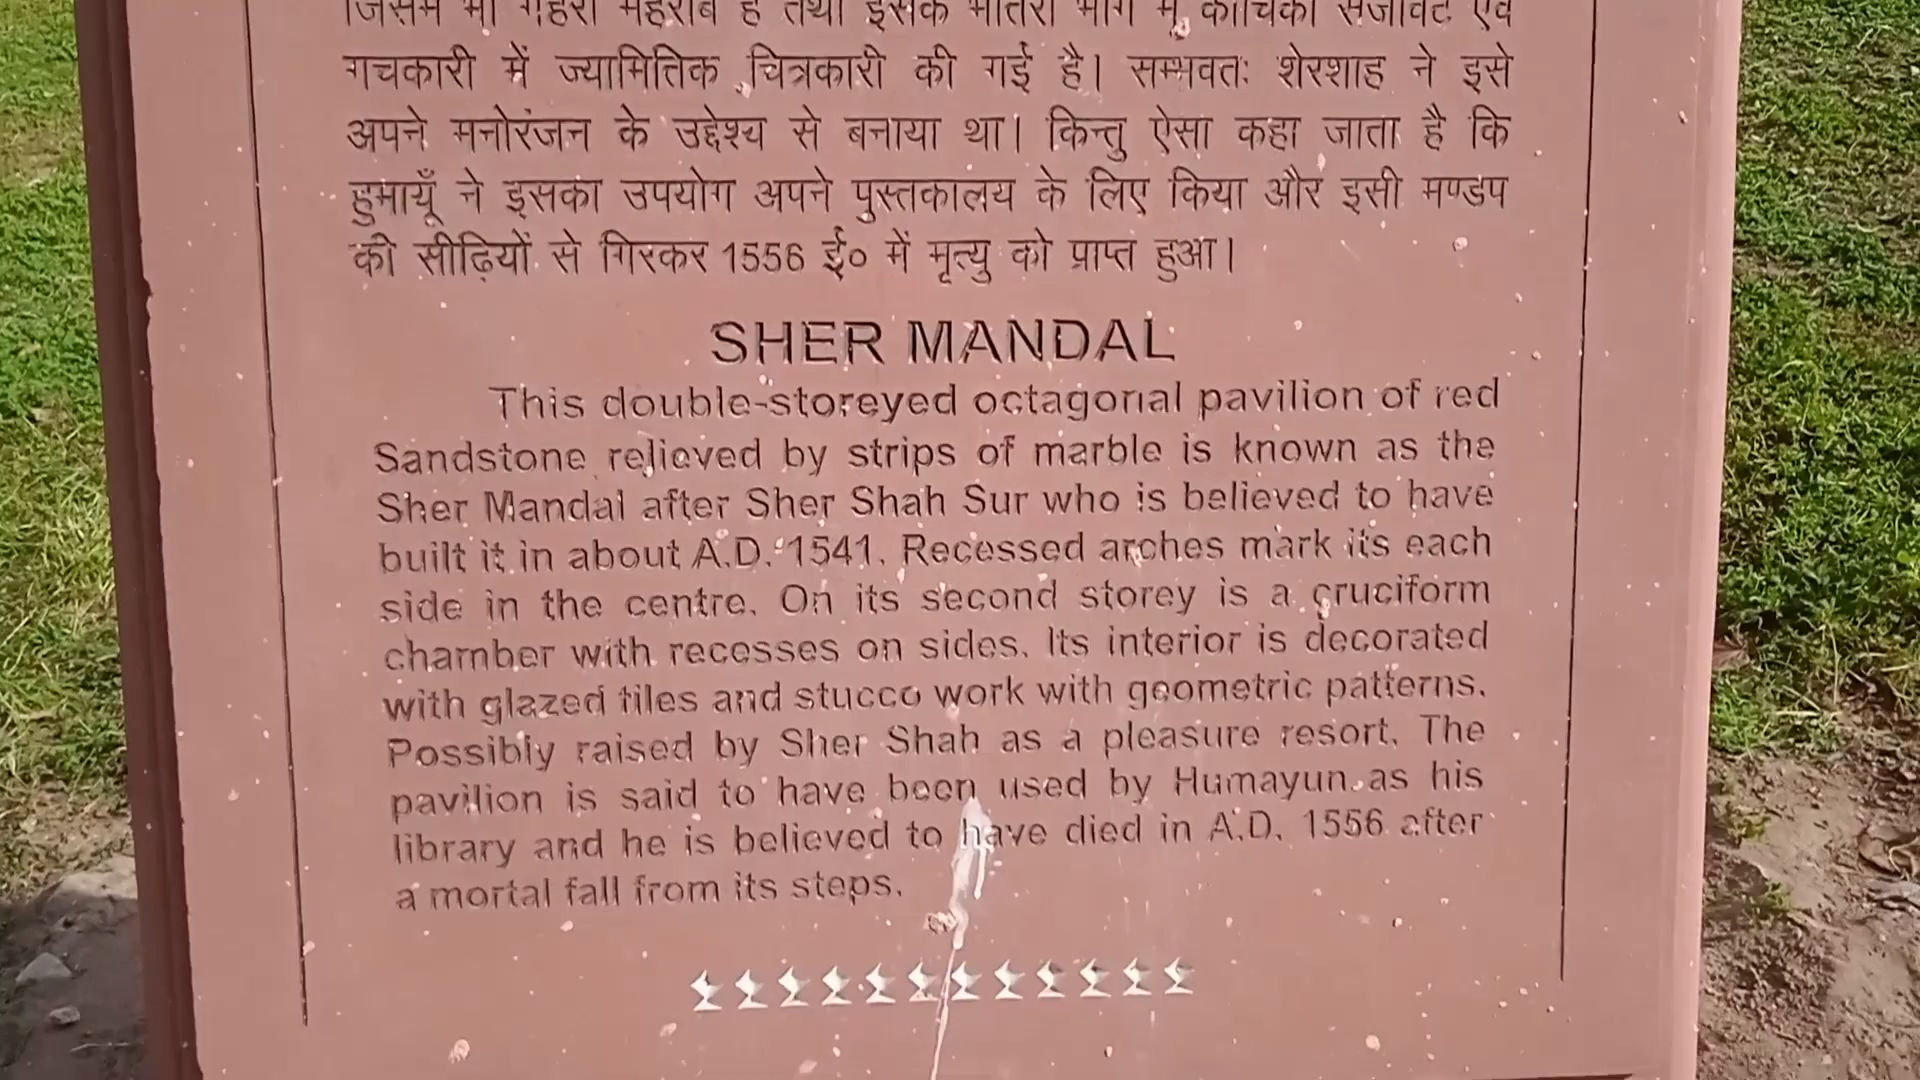 जिसमें भी गहरी मेहराब है तथा इसके भीतरी भाग में काचिकी सजावट एवं
गचकारी में ज्यामितिक चित्रकारी की गई है। सम्भवतः शेरशाह ने इसे
अपने मनोरंजन के उद्देश्य से बनाया था। किन्तु ऐसा कहा जाता है कि
हुमायूँ ने इसका उपयोग अपने पुस्तकालय के लिए किया और इसी मण्डप
की सीढ़ियों से गिरकर 1556 ई० में मृत्यु को प्राप्त हुआ।
SHER MANDAL
This double-storeyed octagonal pavilion of red
Sandstone relieved by strips of marble is known as the
Sher Mandal after Sher Shah Sur who is believed to have
built it in about A.D. 1541. Recessed arches mark its each
side in the centre. On its second storey is a cruciform
chamber with recesses on sides. Its interior is decorated
with glazed tiles and stucco work with geometric patterns.
Possibly raised by Sher Shah as a pleasure resort. The
pavilion is said to have been used by Humayun as his
library and he is believed to have died in A.D. 1556 after
a mortal fall from its steps.